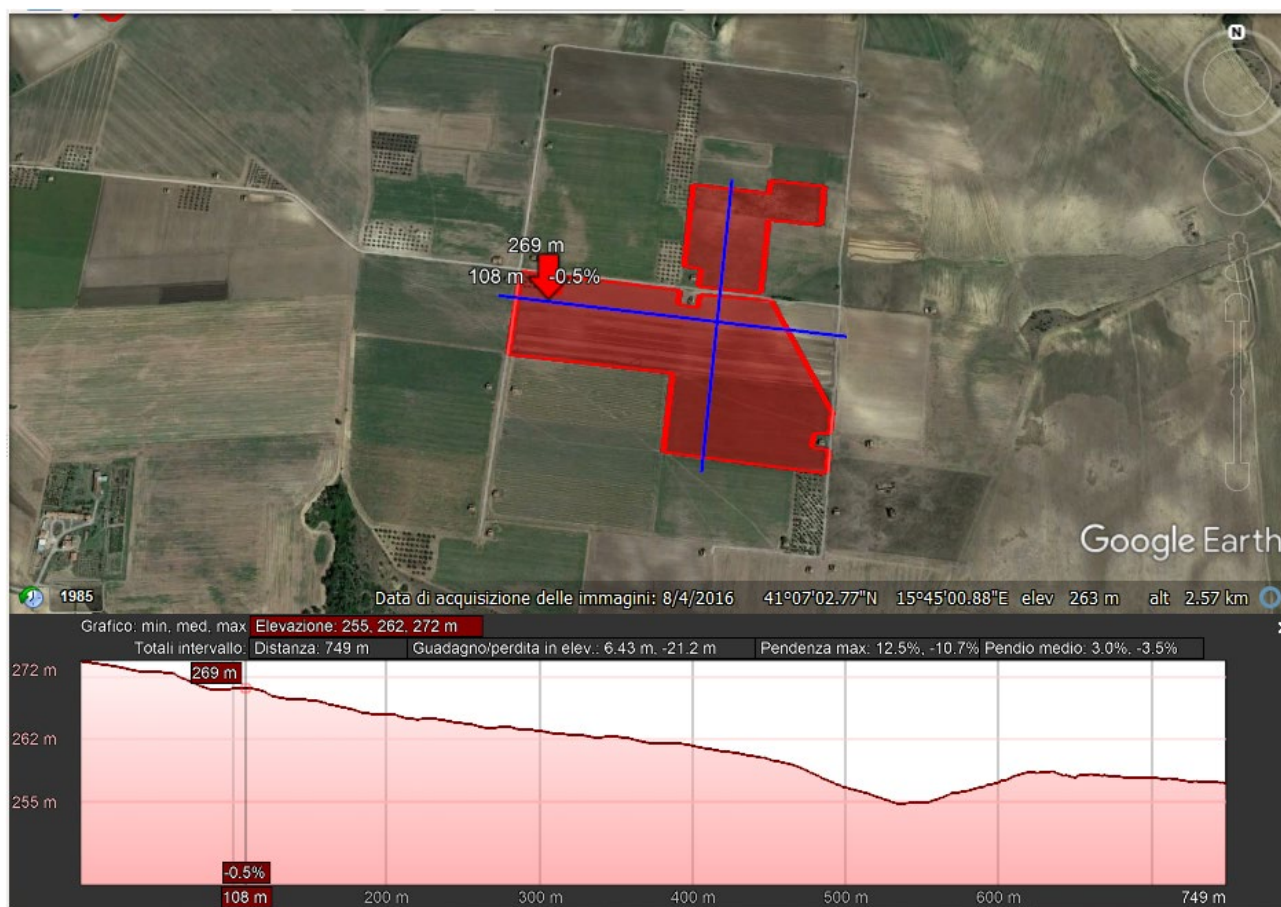 N
269 m
108 m -0.5%
Google Earth
1985
Data di acquisizione delle immagini: 8/4/2016 41°07'02.77"N 15°45'00.88"E elev 263 m alt 2.57 km
Grafico: min, med, max Elevazione: 255, 262, 272 m
Totali intervallo: Distanza: 749 m Guadagno/perdita in elev.: 6.43 m, -21.2 m Pendenza max: 12.5%, -10.7% Pendio medio: 3.0%, -3.5%
272 m
269 m
262 m
255 m
-0.5%
108 m 200 m 300 m 400 m 500 m 600 m 749 m